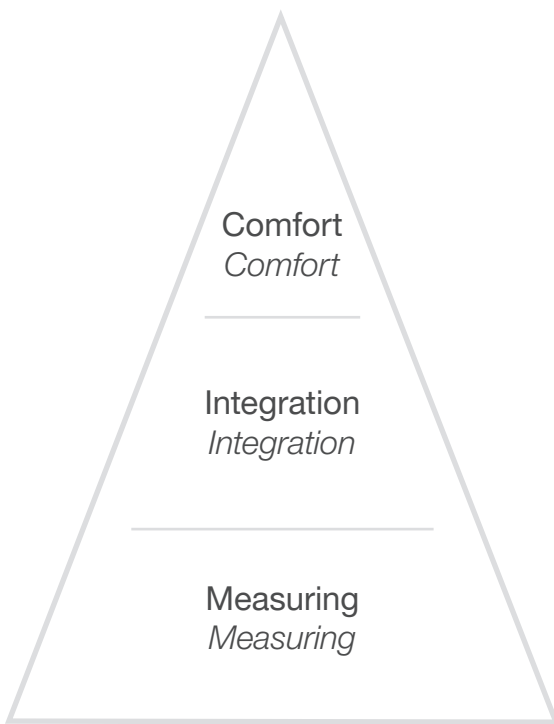 Comfort
Comfort
Integration
Integration
Measuring
Measuring